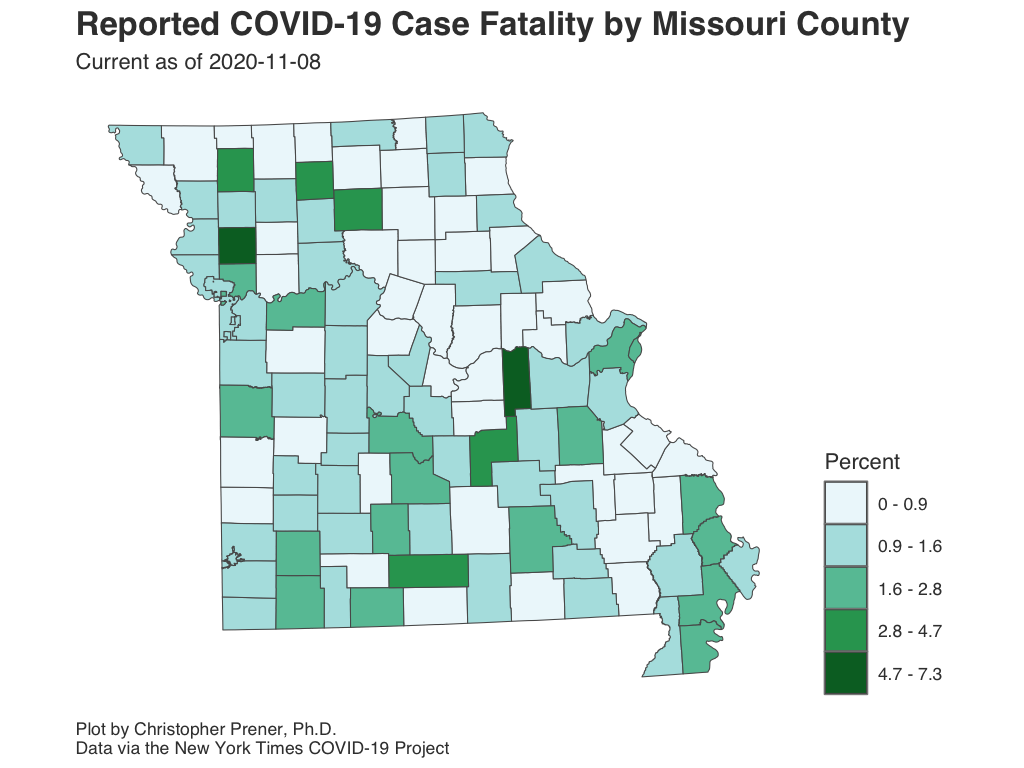 Reported COVID-19 Case Fatality by Missouri County
Current as of 2020-11-08
Percent
0 - 0.9
0.9 - 1.6
1.6 - 2.8
2.8 - 4.7
4.7 - 7.3
Plot by Christopher Prener, Ph.D.
Data via the New York Times COVID-19 Project